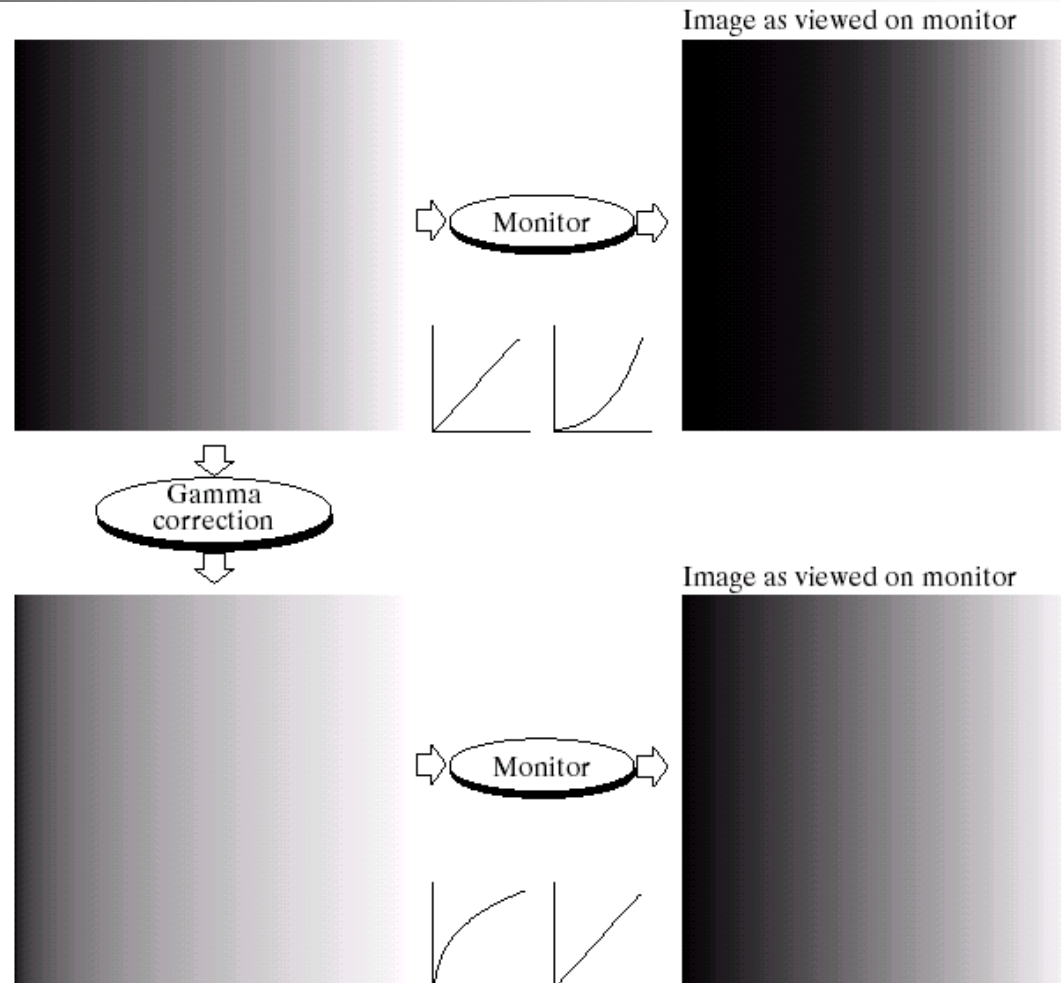 Image as viewed on monitor
Monitor
Gamma
correction
Image as viewed on monitor
Monitor